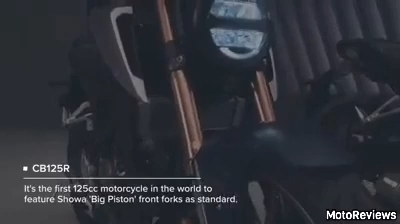 CB125R
It's the first 125cc motorcycle in the world to
feature Showa 'Big Piston' front forks as standard.
MotoReviews